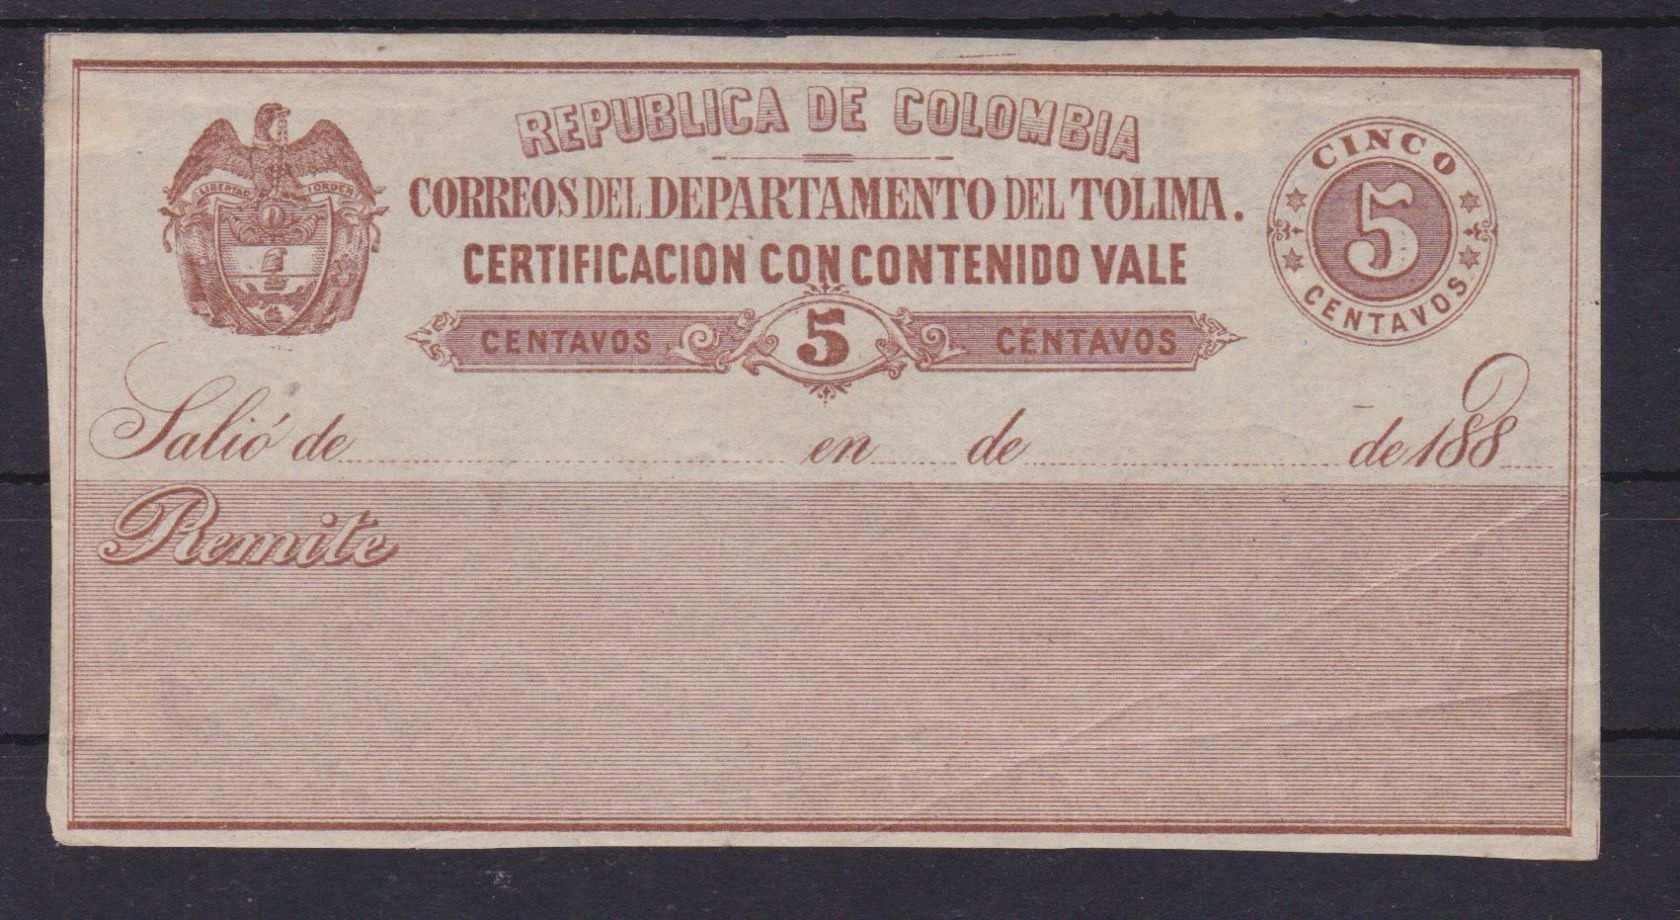 REPUBLICA DE COLOMBIA
LIBERTAD Y ORDEN
CORREOS DEL DEPARTAMENTO DEL TOLIMA.
CERTIFICACION CON CONTENIDO VALE
CENTAVOS 5 CENTAVOS
CINCO
5
CENTAVOS
Salió de en de de 188
Remite